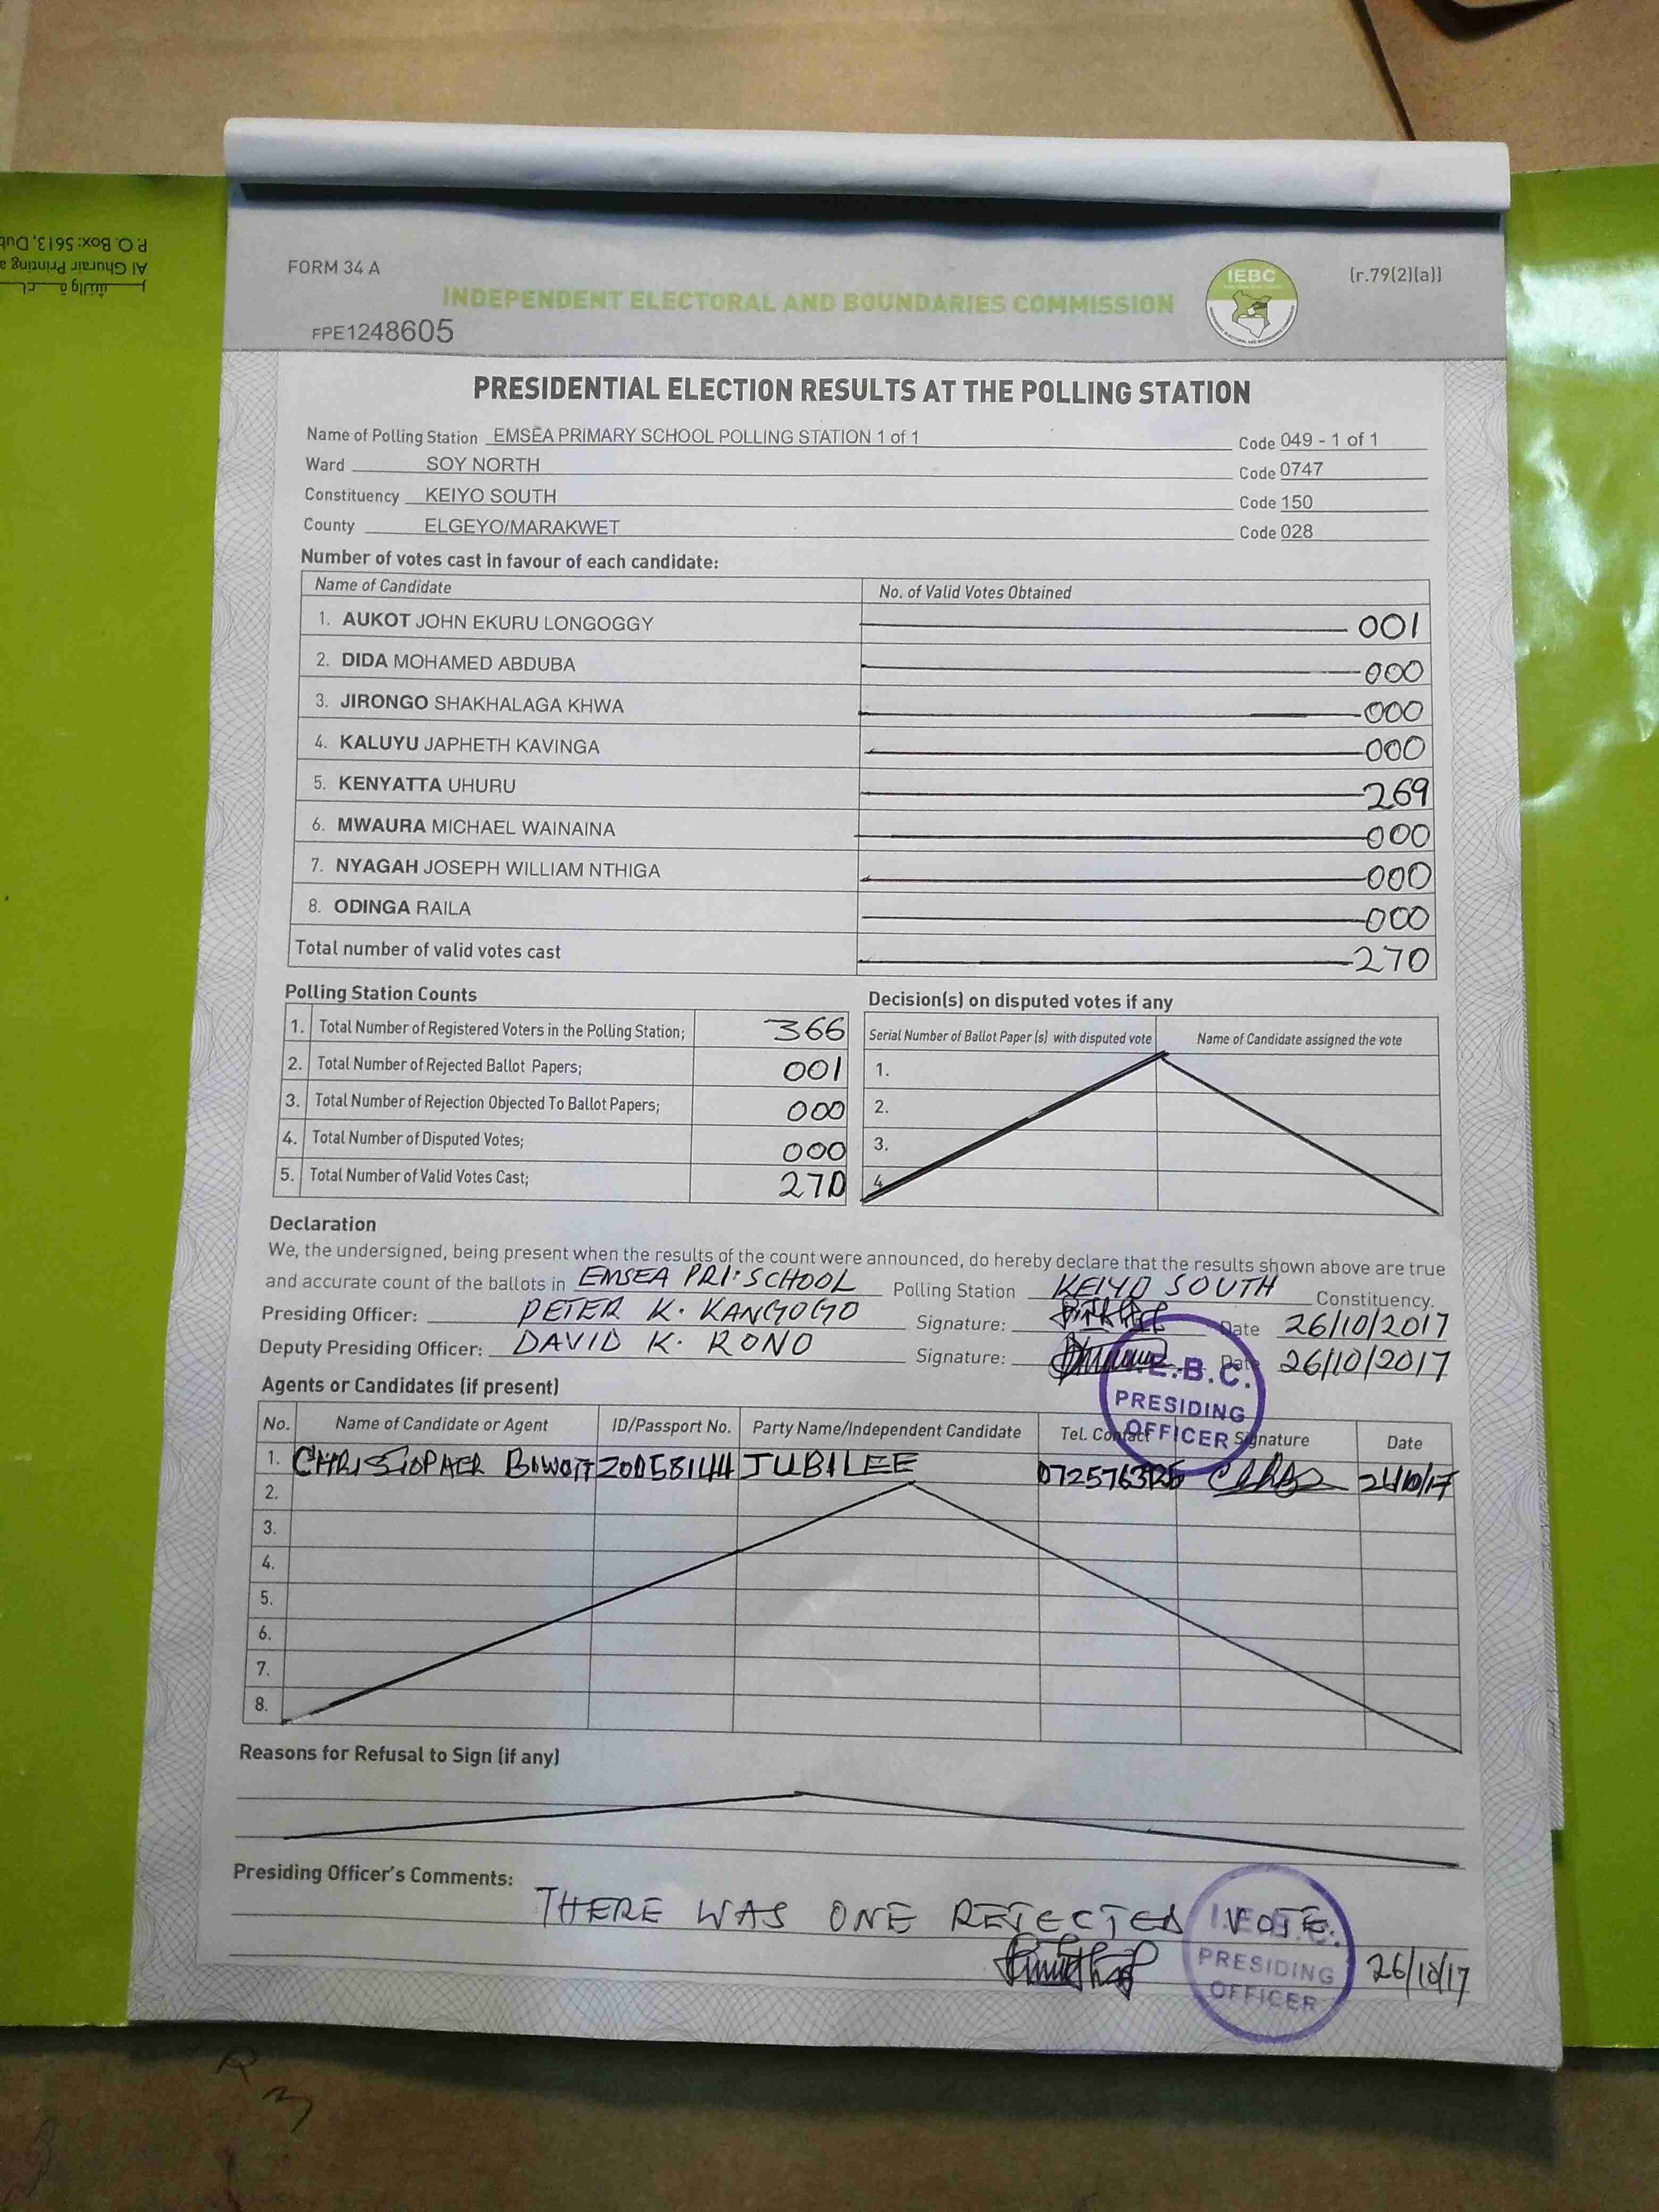 P.O. Box: 5613, Dub
Al Ghurair Printing a
FORM 34 A
IEBC
[r.79(2)(a)]
INDEPENDENT ELECTORAL AND BOUNDARIES COMMISSION
FPE1248605
PRESIDENTIAL ELECTION RESULTS AT THE POLLING STATION
Name of Polling Station EMSEA PRIMARY SCHOOL POLLING STATION 1 of 1 Code 049 - 1 of 1
Ward SOY NORTH Code 0747
Constituency KEIYO SOUTH Code 150
County ELGEYO/MARAKWET Code 028
Number of votes cast in favour of each candidate:
Name of Candidate No. of Valid Votes Obtained
1. AUKOT JOHN EKURU LONGOGGY 001
2. DIDA MOHAMED ABDUBA 000
3. JIRONGO SHAKHALAGA KHWA 000
4. KALUYU JAPHETH KAVINGA 000
5. KENYATTA UHURU 269
6. MWAURA MICHAEL WAINAINA 000
7. NYAGAH JOSEPH WILLIAM NTHIGA 000
8. ODINGA RAILA 000
Total number of valid votes cast 270
Polling Station Counts
1. Total Number of Registered Voters in the Polling Station; 366
2. Total Number of Rejected Ballot Papers; 001
3. Total Number of Rejection Objected To Ballot Papers; 000
4. Total Number of Disputed Votes; 000
5. Total Number of Valid Votes Cast; 270
Decision(s) on disputed votes if any
Serial Number of Ballot Paper (s) with disputed vote Name of Candidate assigned the vote
1.
2.
3.
4.
Declaration
We, the undersigned, being present when the results of the count were announced, do hereby declare that the results shown above are true
and accurate count of the ballots in EMSEA PRI: SCHOOL Polling Station KEIYO SOUTH Constituency.
Presiding Officer: PETER K. KANGOGO Signature: Date 26/10/2017
Deputy Presiding Officer: DAVID K. RONO Signature: Date 26/10/2017
I.E.B.C.
PRESIDING
OFFICER
Agents or Candidates (if present)
No. Name of Candidate or Agent ID/Passport No. Party Name/Independent Candidate Tel. Contact Signature Date
1. CHRISTOPHER BIWOTT JUBILEE
2.
3.
4.
5.
6.
7.
8.
Reasons for Refusal to Sign (if any)
Presiding Officer's Comments:
THERE WAS ONE REJECTED VOTE.
I.E.B.C.
PRESIDING
OFFICER
26/10/17